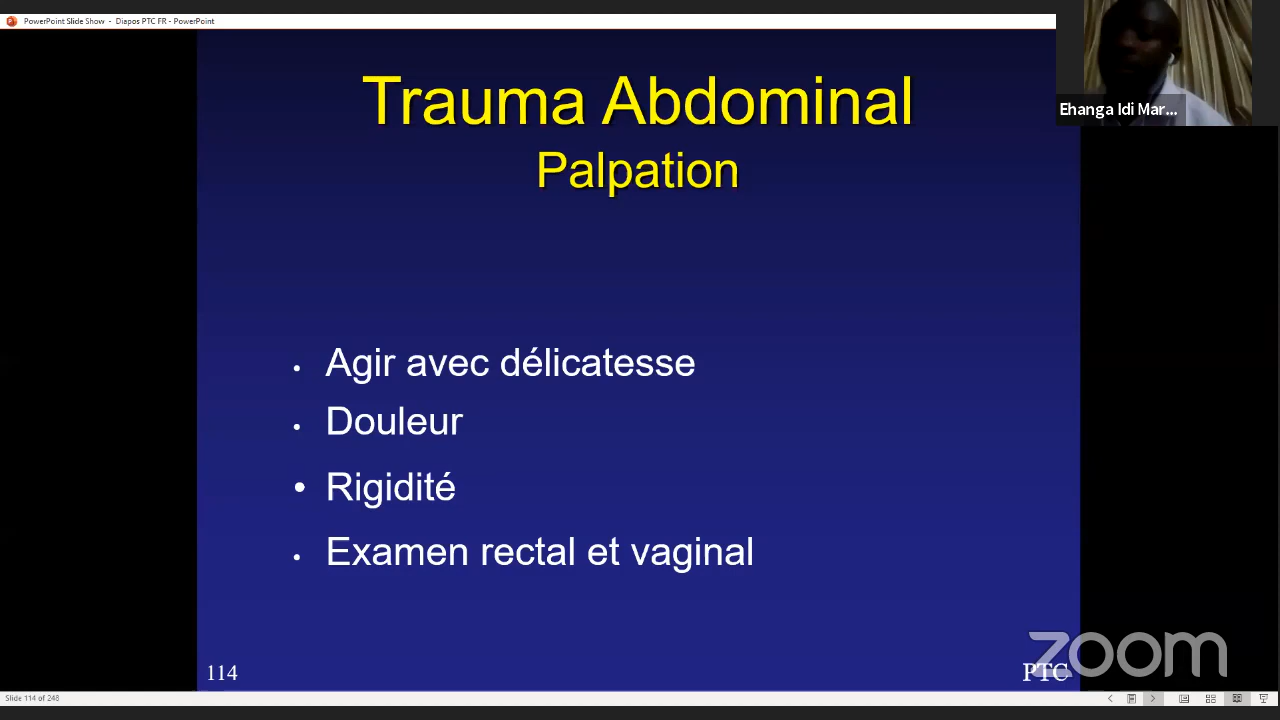 PowerPoint Slide Show - Diapos PTC FR - PowerPoint
Ehanga Idi Mar...
Trauma Abdominal
Palpation
• Agir avec délicatesse
• Douleur
• Rigidité
• Examen rectal et vaginal
114
PTC
zoom
Slide 114 of 248